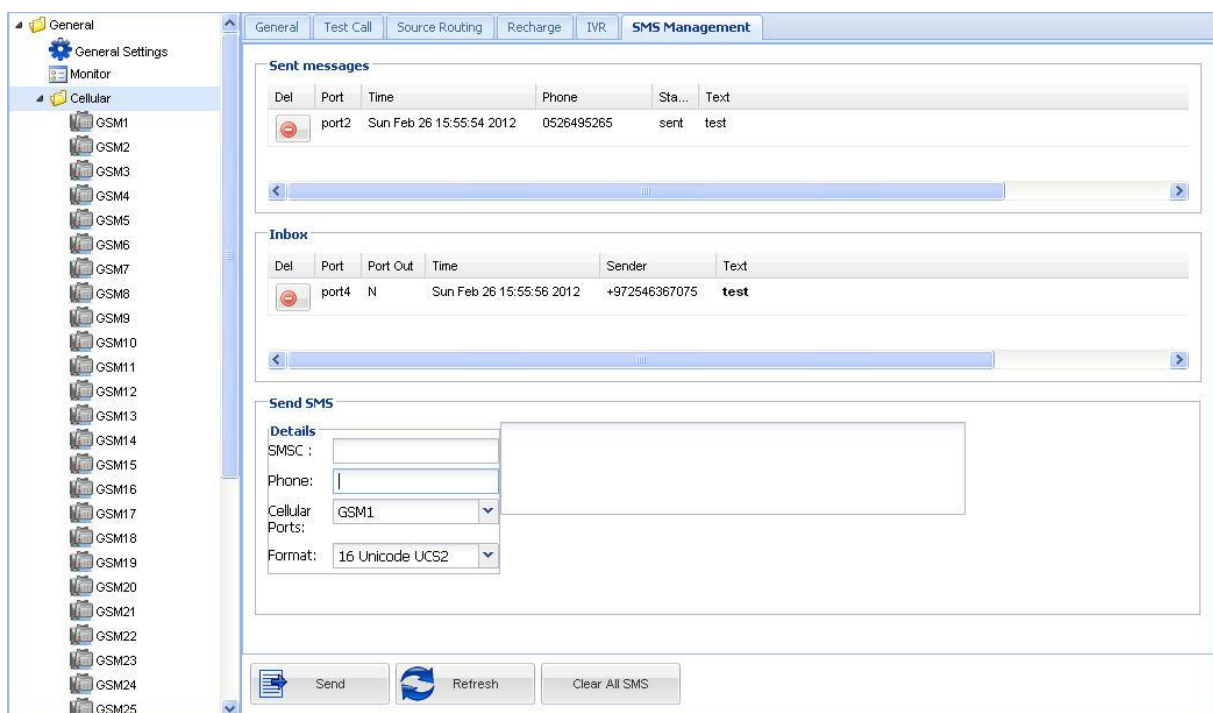 General
General Settings
Monitor
Cellular
GSM1
GSM2
GSM3
GSM4
GSM5
GSM6
GSM7
GSM8
GSM9
GSM10
GSM11
GSM12
GSM13
GSM14
GSM15
GSM16
GSM17
GSM18
GSM19
GSM20
GSM21
GSM22
GSM23
GSM24
GSM25
General Test Call Source Routing Recharge IVR SMS Management
Sent messages
Del Port Time Phone Sta... Text
port2 Sun Feb 26 15:55:54 2012 0526495265 sent test
Inbox
Del Port Port Out Time Sender Text
port4 N Sun Feb 26 15:55:56 2012 +972546367075 test
Send SMS
Details
SMSC :
Phone:
Cellular Ports: GSM1
Format: 16 Unicode UCS2
Send Refresh Clear All SMS